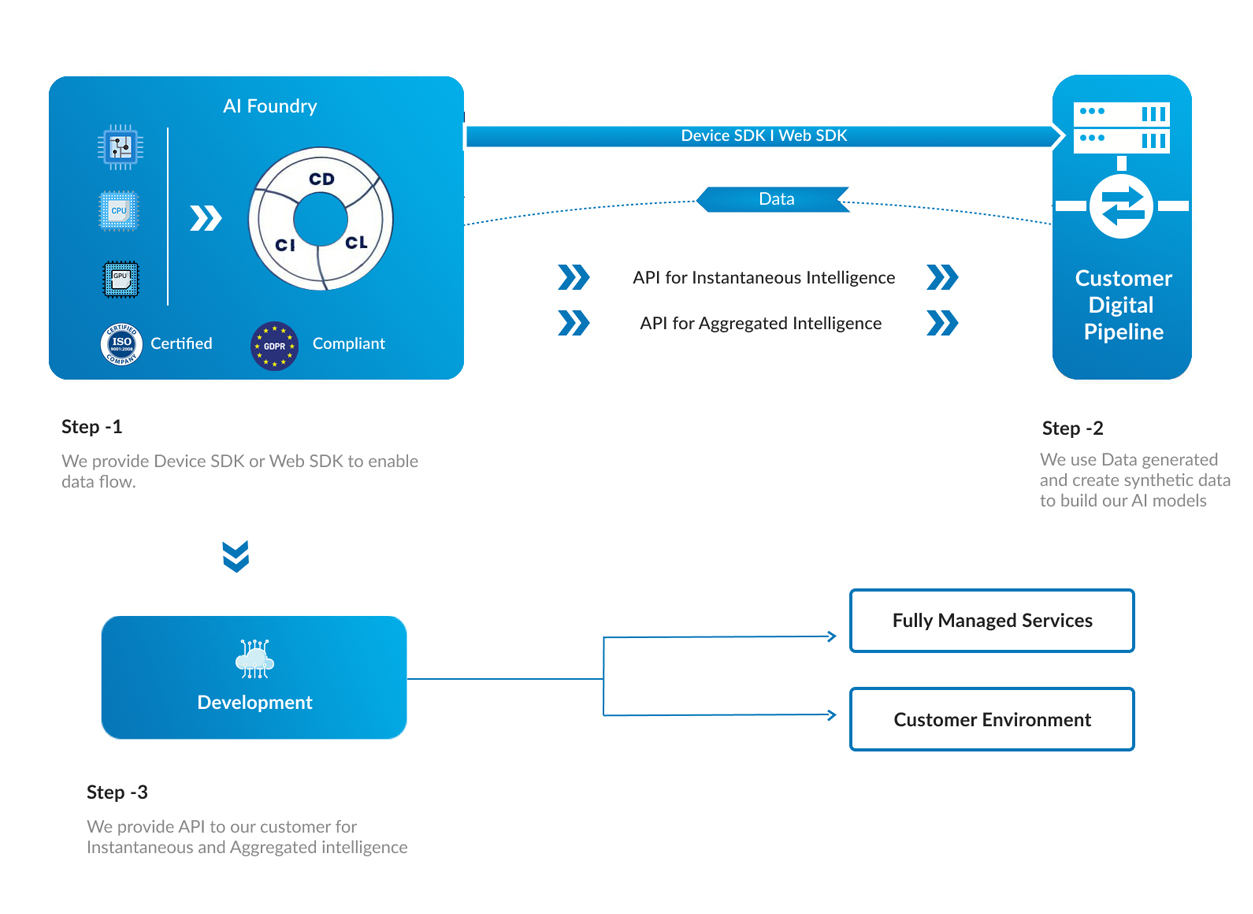 AI Foundry
CPU
GPU
CD
CI
CL
CERTIFIED
ISO
9001:2008
COMPANY
Certified
GDPR
Compliant
Device SDK I Web SDK
Data
API for Instantaneous Intelligence
API for Aggregated Intelligence
Customer
Digital
Pipeline
Step -1
We provide Device SDK or Web SDK to enable
data flow.
Step -2
We use Data generated
and create synthetic data
to build our AI models
Development
Fully Managed Services
Customer Environment
Step -3
We provide API to our customer for
Instantaneous and Aggregated intelligence